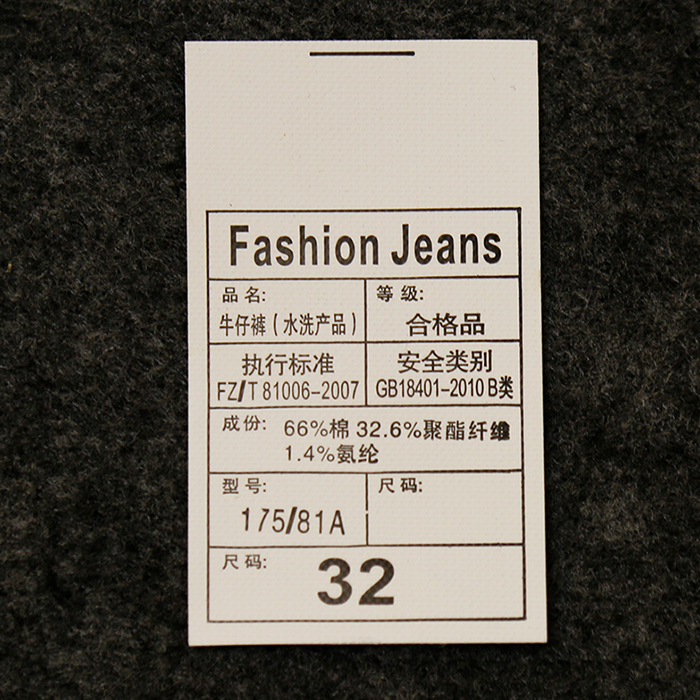 Fashion Jeans
品名:
牛仔裤(水洗产品)
等级:
合格品
执行标准
FZ/T 81006-2007
安全类别
GB18401-2010 B类
成份: 66%棉 32.6%聚酯纤维
1.4%氨纶
型号:
175/81A
尺码:
尺码: 32